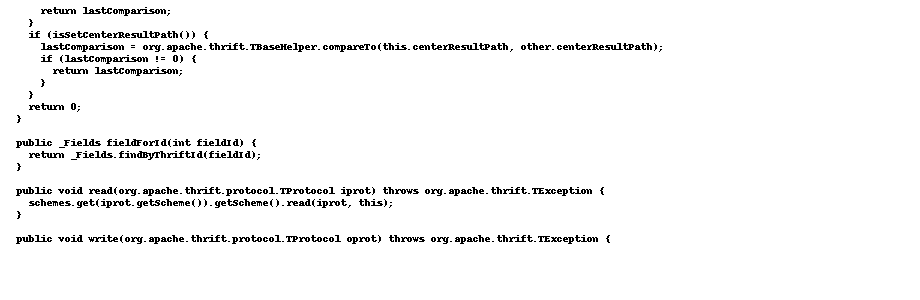 return lastComparison;
}
if (isSetCenterResultPath()) {
lastComparison = org.apache.thrift.TBaseHelper.compareTo(this.centerResultPath, other.centerResultPath);
if (lastComparison != 0) {
return lastComparison;
}
}
return 0;
}
public _Fields fieldForId(int fieldId) {
return _Fields.findByThriftId(fieldId);
}
public void read(org.apache.thrift.protocol.TProtocol iprot) throws org.apache.thrift.TException {
schemes.get(iprot.getScheme()).getScheme().read(iprot, this);
}
public void write(org.apache.thrift.protocol.TProtocol oprot) throws org.apache.thrift.TException {